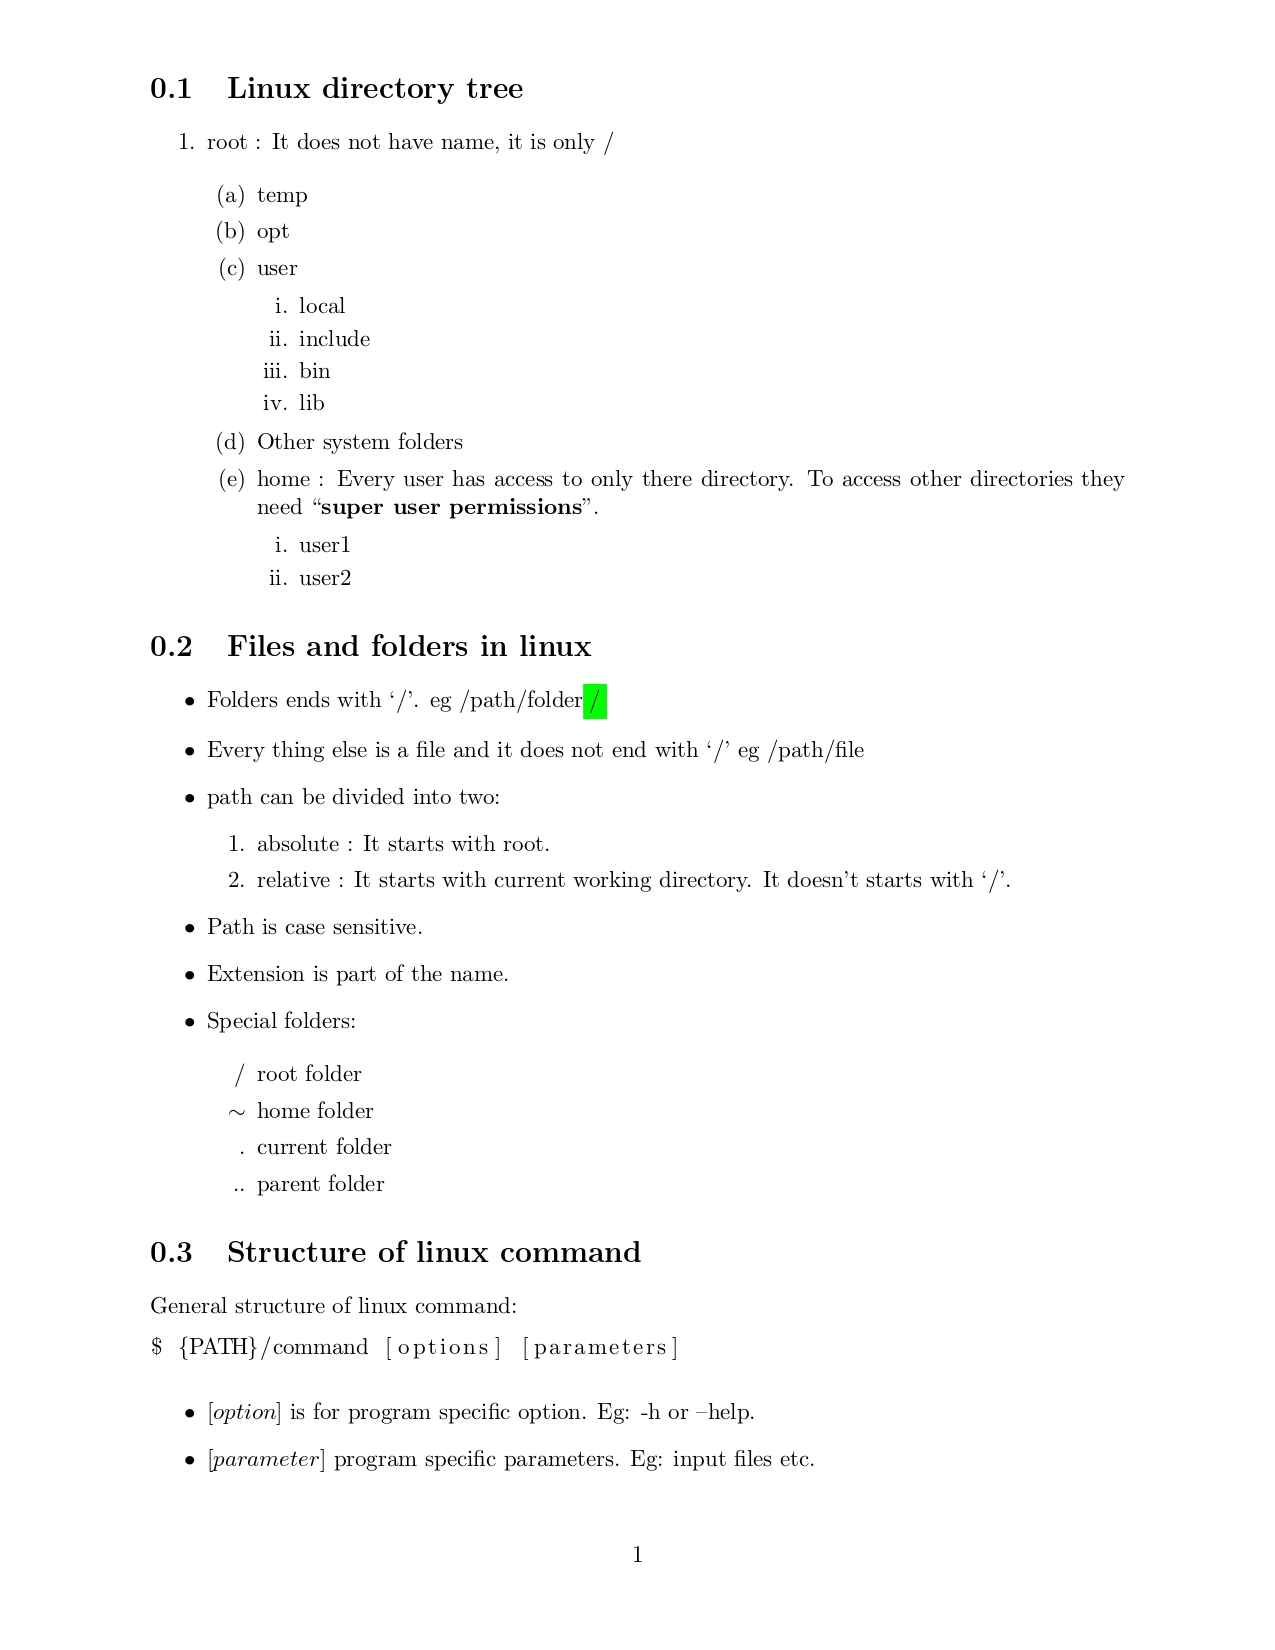 0.1 Linux directory tree
1. root : It does not have name, it is only /
(a) temp
(b) opt
(c) user
i. local
ii. include
iii. bin
iv. lib
(d) Other system folders
(e) home : Every user has access to only there directory. To access other directories they
need “super user permissions”.
i. user1
ii. user2
0.2 Files and folders in linux
• Folders ends with ‘/’. eg /path/folder/
• Every thing else is a file and it does not end with ‘/’ eg /path/file
• path can be divided into two:
1. absolute : It starts with root.
2. relative : It starts with current working directory. It doesn’t starts with ‘/’.
• Path is case sensitive.
• Extension is part of the name.
• Special folders:
/ root folder
∼ home folder
. current folder
.. parent folder
0.3 Structure of linux command
General structure of linux command:
$ {PATH}/command [options] [parameters]
• [option] is for program specific option. Eg: -h or –help.
• [parameter] program specific parameters. Eg: input files etc.
1